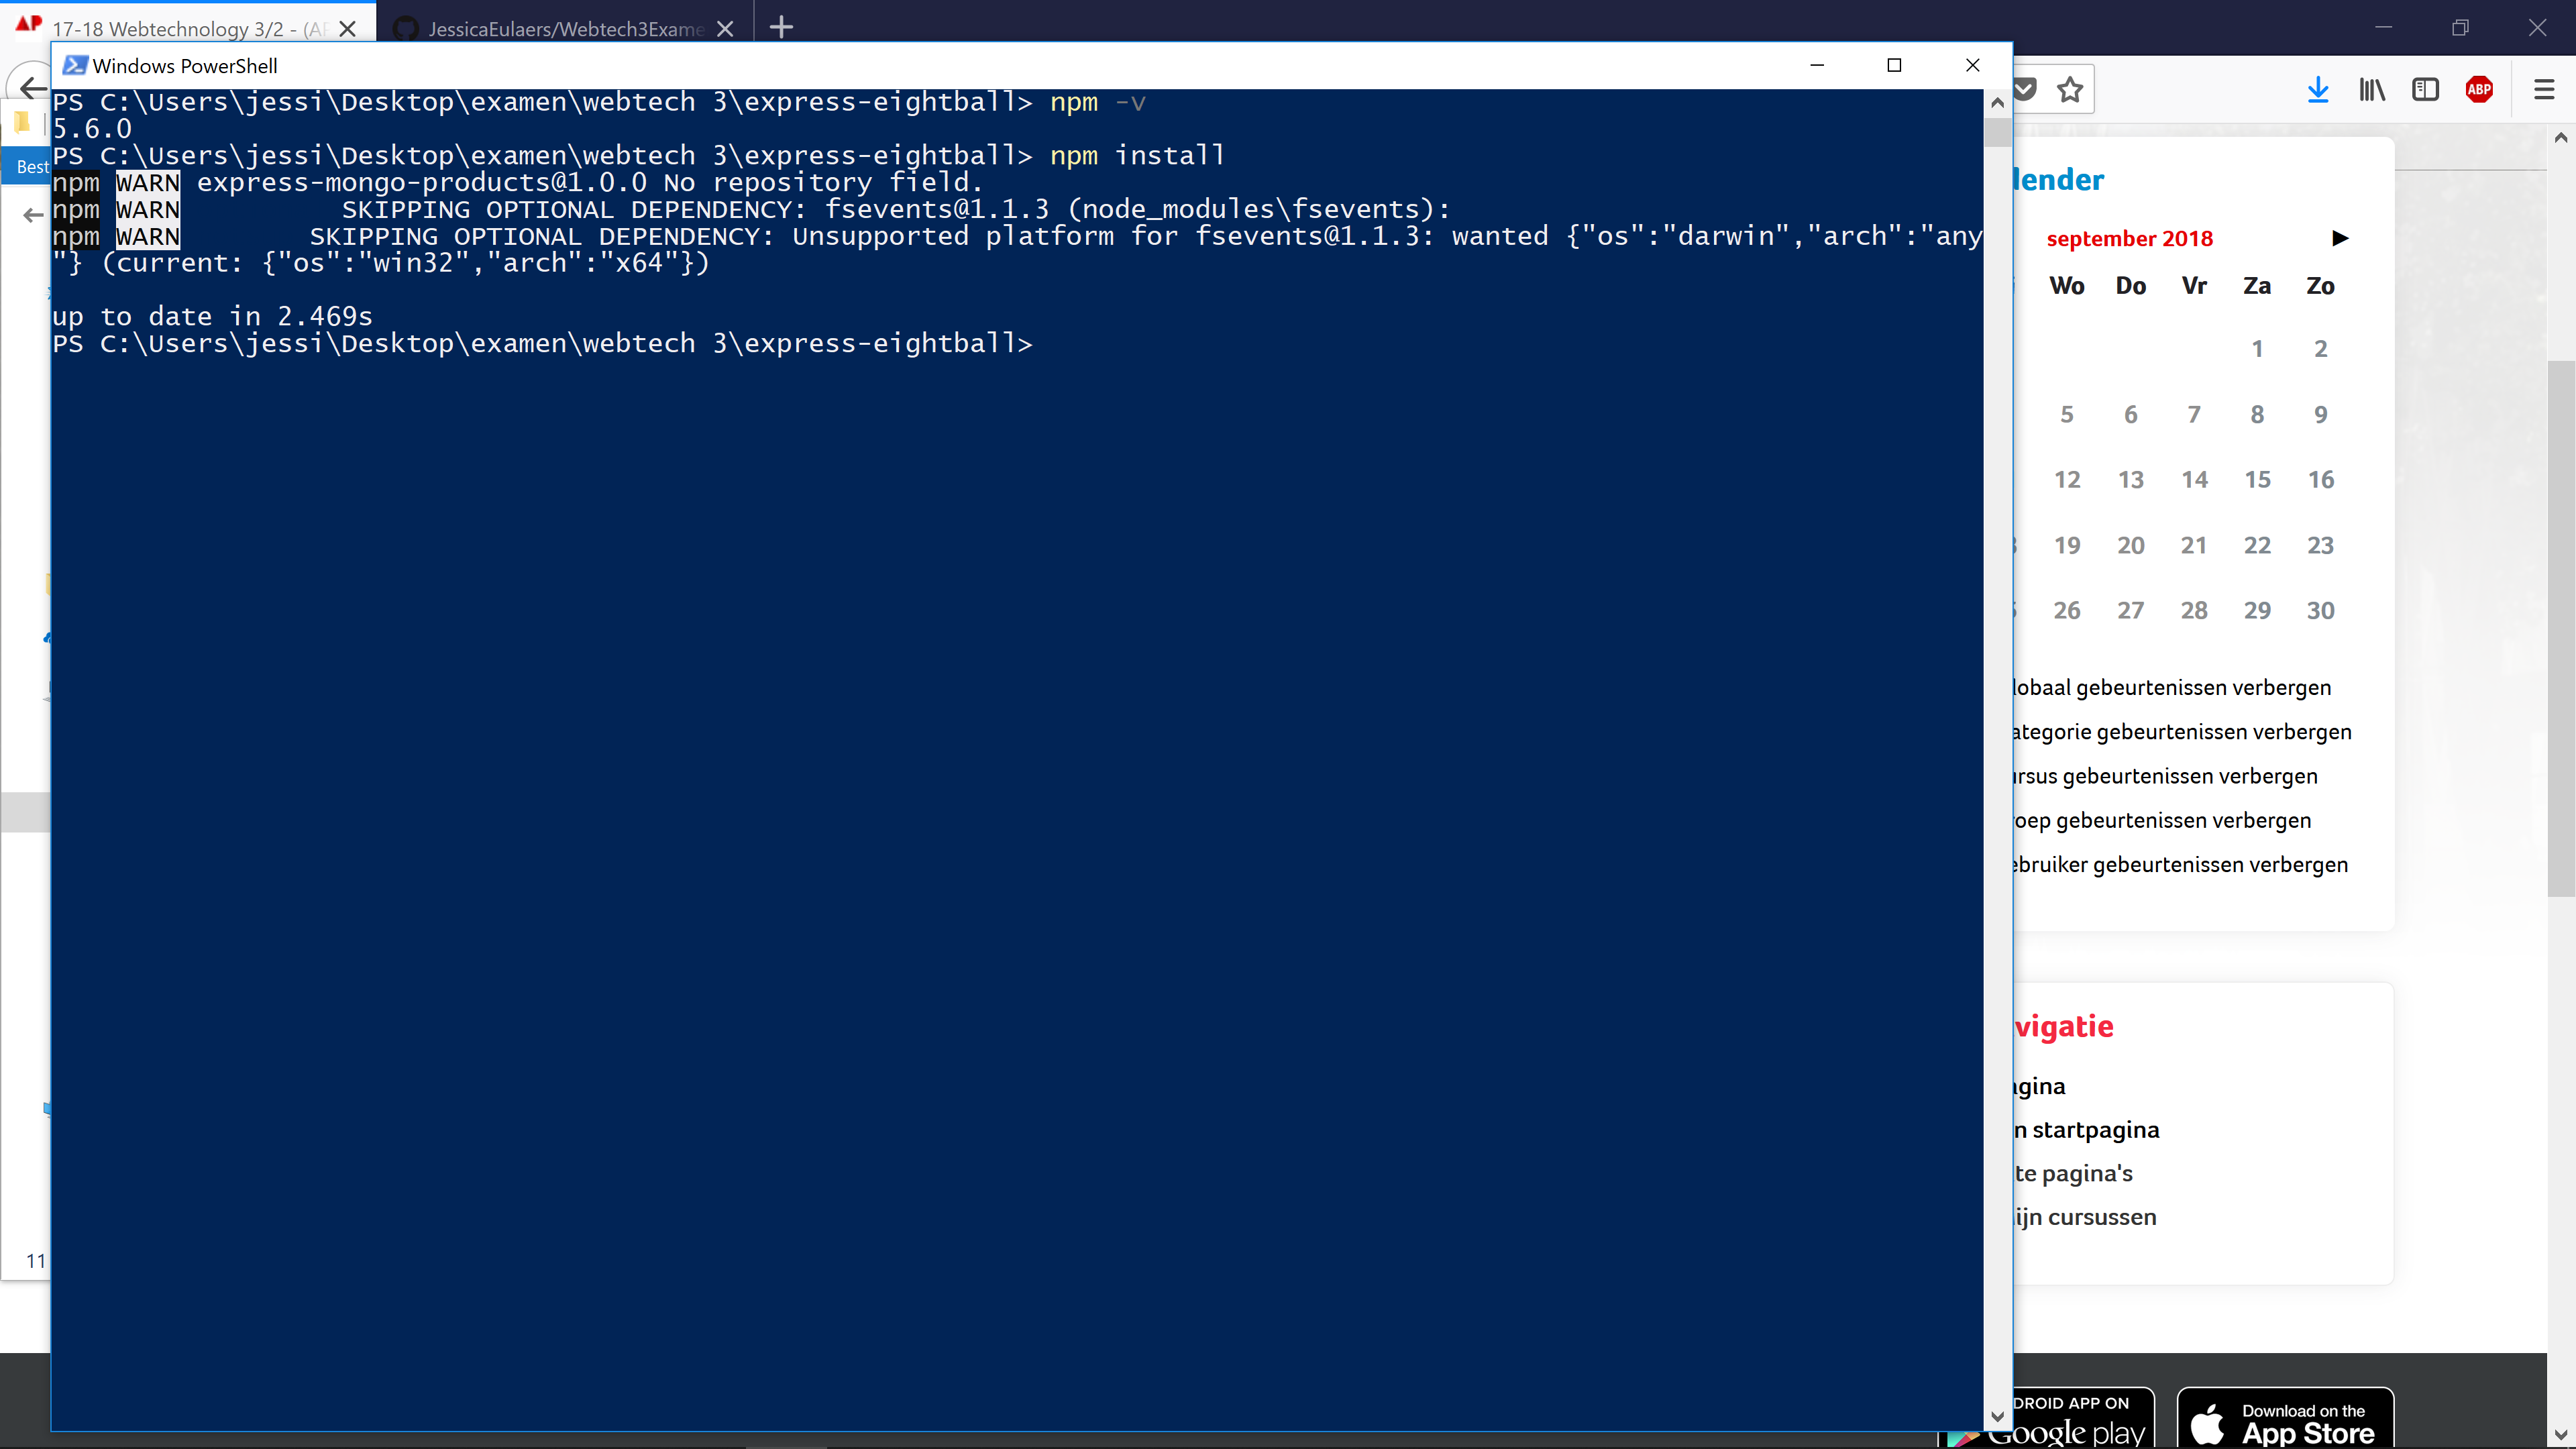 17-18 Webtechnology 3/2 - (AP
JessicaEulaers/Webtech3Exame
Windows PowerShell
ABP
Best
PS C:\Users\jessi\Desktop\examen\webtech 3\express-eightball> npm -v
5.6.0
PS C:\Users\jessi\Desktop\examen\webtech 3\express-eightball> npm install
npm WARN express-mongo-products@1.0.0 No repository field.
npm WARN SKIPPING OPTIONAL DEPENDENCY: fsevents@1.1.3 (node_modules\fsevents):
npm WARN SKIPPING OPTIONAL DEPENDENCY: Unsupported platform for fsevents@1.1.3: wanted {"os":"darwin","arch":"any
"} (current: {"os":"win32","arch":"x64"})
up to date in 2.469s
PS C:\Users\jessi\Desktop\examen\webtech 3\express-eightball>
11
lender
september 2018 ▶
Wo Do Vr Za Zo
1 2
5 6 7 8 9
12 13 14 15 16
19 20 21 22 23
26 27 28 29 30
lobaal gebeurtenissen verbergen
ategorie gebeurtenissen verbergen
ursus gebeurtenissen verbergen
roep gebeurtenissen verbergen
ebruiker gebeurtenissen verbergen
vigatie
agina
n startpagina
te pagina's
ijn cursussen
DROID APP ON
Google play
Download on the
App Store